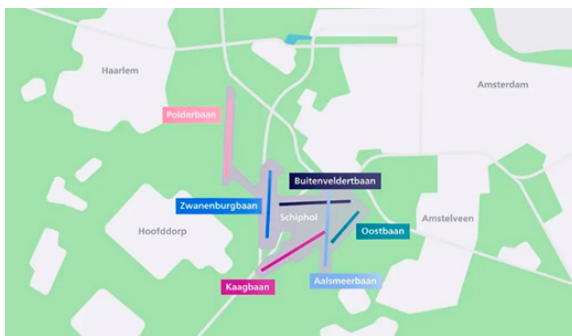 Haarlem
Amsterdam
Polderbaan
Buitenveldertbaan
Zwanenburgbaan
Schiphol
Amstelveen
Hoofddorp
Oostbaan
Kaagbaan
Aalsmeerbaan